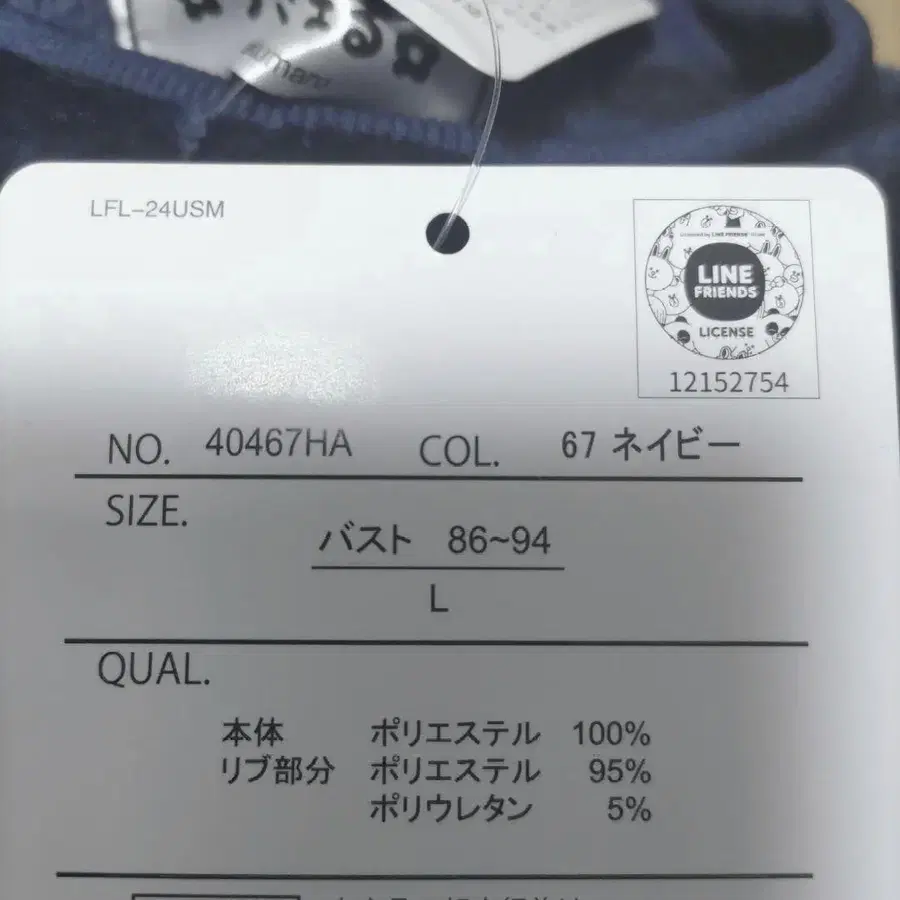 LFL-24USM
LINE
FRIENDS
LICENSE
12152754
NO. 40467HA COL. 67 ネイビー
SIZE.
バスト 86~94
L
QUAL.
本体 ポリエステル 100%
リブ部分 ポリエステル 95%
ポリウレタン 5%